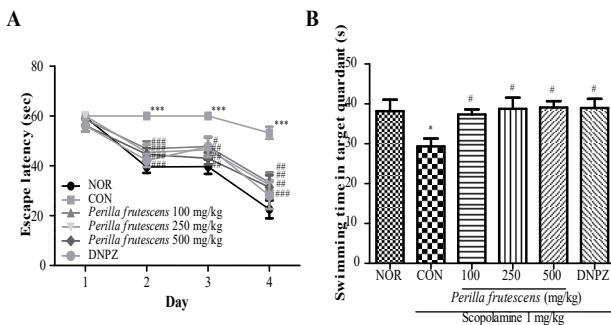 A
B
Escape latency (sec)
80
60
40
20
0
***
***
***
###
###
###
###
#
##
##
##
##
##
##
###
NOR
CON
Perilla frutescens 100 mg/kg
Perilla frutescens 250 mg/kg
Perilla frutescens 500 mg/kg
DNPZ
1 2 3 4
Day
Swimming time in target quardant (s)
50
40
30
20
10
0
*
# # # #
NOR CON 100 250 500 DNPZ
Perilla frutescens (mg/kg)
Scopolamine 1 mg/kg